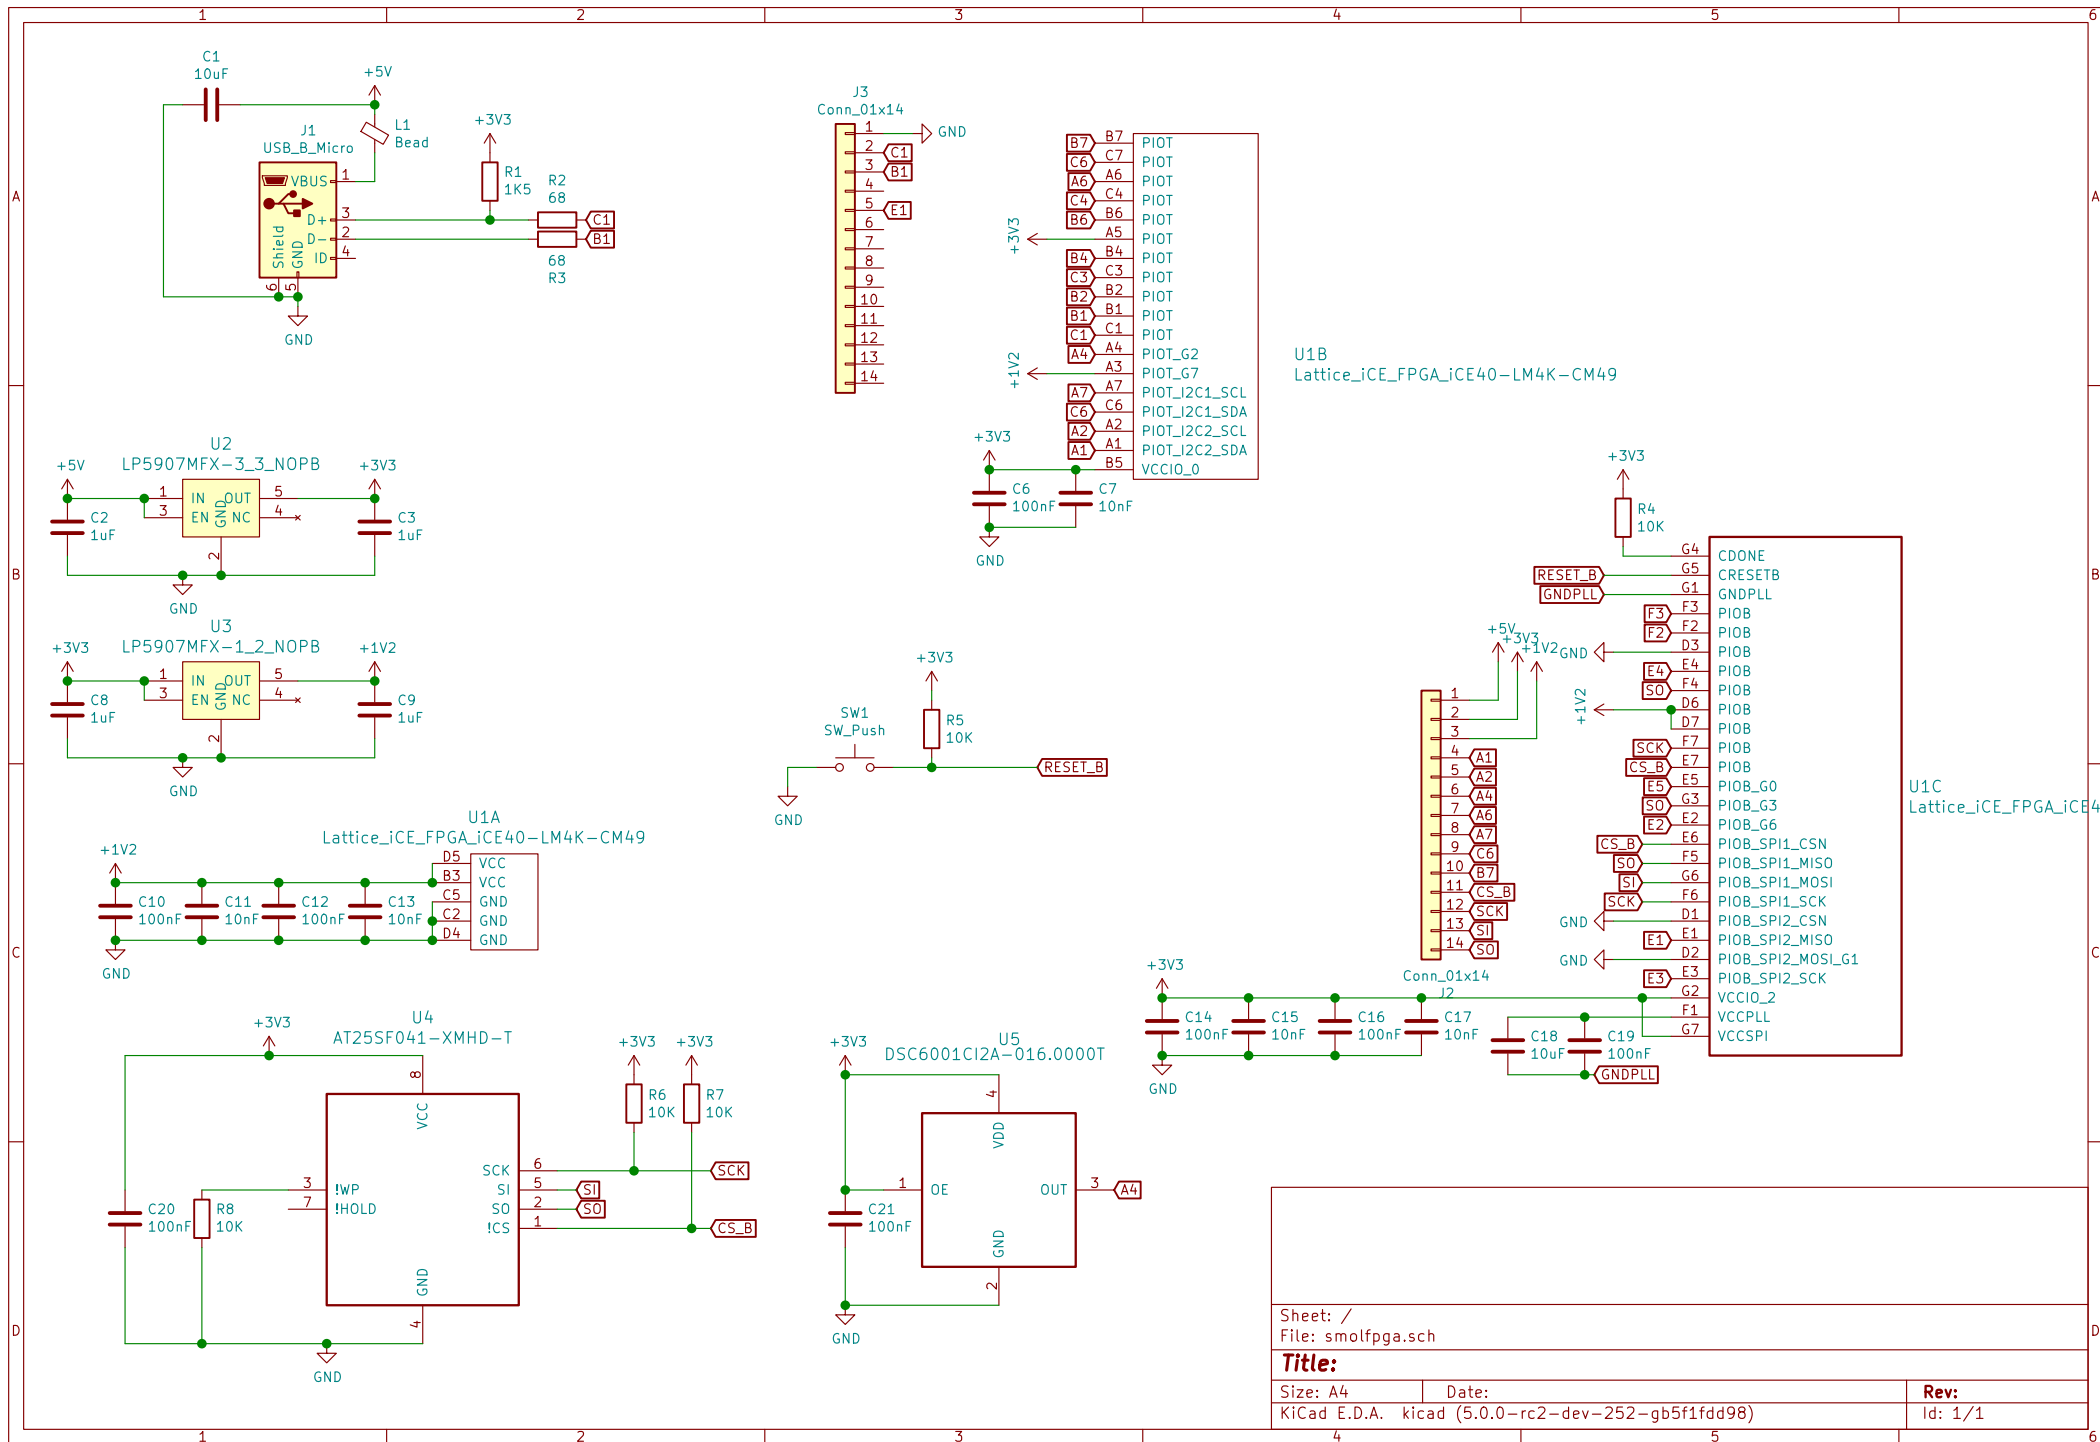 1 2 3 4 5 6
A
B
C
D
A
B
C
D
C1
10uF
+5V
L1
Bead
J1
USB_B_Micro
VBUS 1
D+ 3
D- 2
ID 4
Shield
GND
6
5
GND
+3V3
R1
1K5
R2
68
C1
B1
68
R3
J3
Conn_01x14
1 GND
2 C1
3 B1
4
5 E1
6
7
8
9
10
11
12
13
14
B7 B7 PIOT
C6 C7 PIOT
A6 A6 PIOT
C4 C4 PIOT
B6 B6 PIOT
+3V3 A5 PIOT
B4 B4 PIOT
C3 C3 PIOT
B2 B2 PIOT
B1 B1 PIOT
C1 C1 PIOT
A4 A4 PIOT_G2
+1V2 A3 PIOT_G7
A7 A7 PIOT_I2C1_SCL
C6 C6 PIOT_I2C1_SDA
A2 A2 PIOT_I2C2_SCL
A1 A1 PIOT_I2C2_SDA
B5 VCCIO_0
U1B
Lattice_iCE_FPGA_iCE40-LM4K-CM49
+3V3
C6
100nF
C7
10nF
GND
U2
LP5907MFX-3_3_NOPB
+5V
+3V3
1 IN OUT 5
3 EN GND NC 4
2
C2
1uF
C3
1uF
GND
U3
LP5907MFX-1_2_NOPB
+3V3
+1V2
1 IN OUT 5
3 EN GND NC 4
2
C8
1uF
C9
1uF
GND
+3V3
R5
10K
SW1
SW_Push
RESET_B
GND
U1A
Lattice_iCE_FPGA_iCE40-LM4K-CM49
+1V2
D5 VCC
B3 VCC
C5 GND
C2 GND
D4 GND
C10
100nF
C11
10nF
C12
100nF
C13
10nF
GND
+5V
+3V3
+1V2
1
2
3
4 A1
5 A2
6 A4
7 A6
8 A7
9 C6
10 B7
11 CS_B
12 SCK
13 SI
14 SO
Conn_01x14
J2
+3V3
R4
10K
G4 CDONE
RESET_B G5 CRESETB
GNDPLL G1 GNDPLL
F3 F3 PIOB
F2 F2 PIOB
GND D3 PIOB
E4 E4 PIOB
SO F4 PIOB
+1V2 D6 PIOB
D7 PIOB
SCK F7 PIOB
CS_B E7 PIOB
E5 E5 PIOB_G0
SO G3 PIOB_G3
E2 E2 PIOB_G6
CS_B E6 PIOB_SPI1_CSN
SO F5 PIOB_SPI1_MISO
SI G6 PIOB_SPI1_MOSI
SCK F6 PIOB_SPI1_SCK
GND D1 PIOB_SPI2_CSN
E1 E1 PIOB_SPI2_MISO
GND D2 PIOB_SPI2_MOSI_G1
E3 E3 PIOB_SPI2_SCK
G2 VCCIO_2
F1 VCCPLL
G7 VCCSPI
U1C
Lattice_iCE_FPGA_iCE4
+3V3
C14
100nF
C15
10nF
C16
100nF
C17
10nF
C18
10uF
C19
100nF
GNDPLL
GND
U4
AT25SF041-XMHD-T
+3V3
8
VCC
3 !WP
7 !HOLD
SCK 6
SI 5
SO 2
!CS 1
GND
4
C20
100nF
R8
10K
GND
+3V3
+3V3
R6
10K
R7
10K
SCK
SI
SO
CS_B
U5
DSC6001CI2A-016.0000T
+3V3
4
VDD
1 OE
OUT 3 A4
GND
2
C21
100nF
GND
Sheet: /
File: smolfpga.sch
Title:
Size: A4 Date: Rev:
KiCad E.D.A. kicad (5.0.0-rc2-dev-252-gb5f1fdd98) Id: 1/1
1 2 3 4 5 6